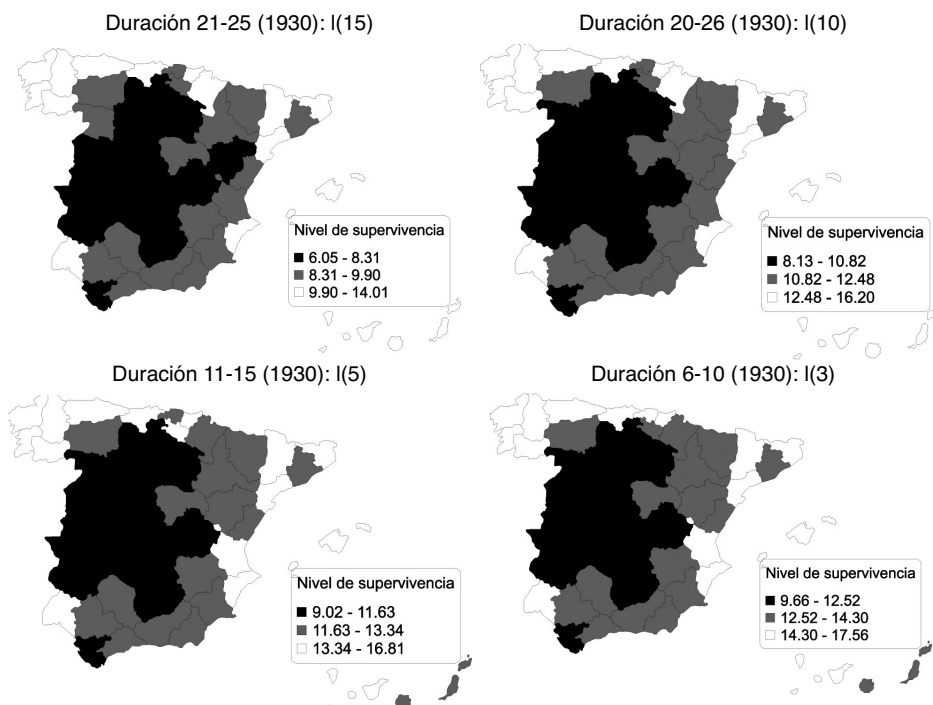 Duración 21-25 (1930): l(15)
Nivel de supervivencia
6.05 - 8.31
8.31 - 9.90
9.90 - 14.01
Duración 20-26 (1930): l(10)
Nivel de supervivencia
8.13 - 10.82
10.82 - 12.48
12.48 - 16.20
Duración 11-15 (1930): l(5)
Nivel de supervivencia
9.02 - 11.63
11.63 - 13.34
13.34 - 16.81
Duración 6-10 (1930): l(3)
Nivel de supervivencia
9.66 - 12.52
12.52 - 14.30
14.30 - 17.56